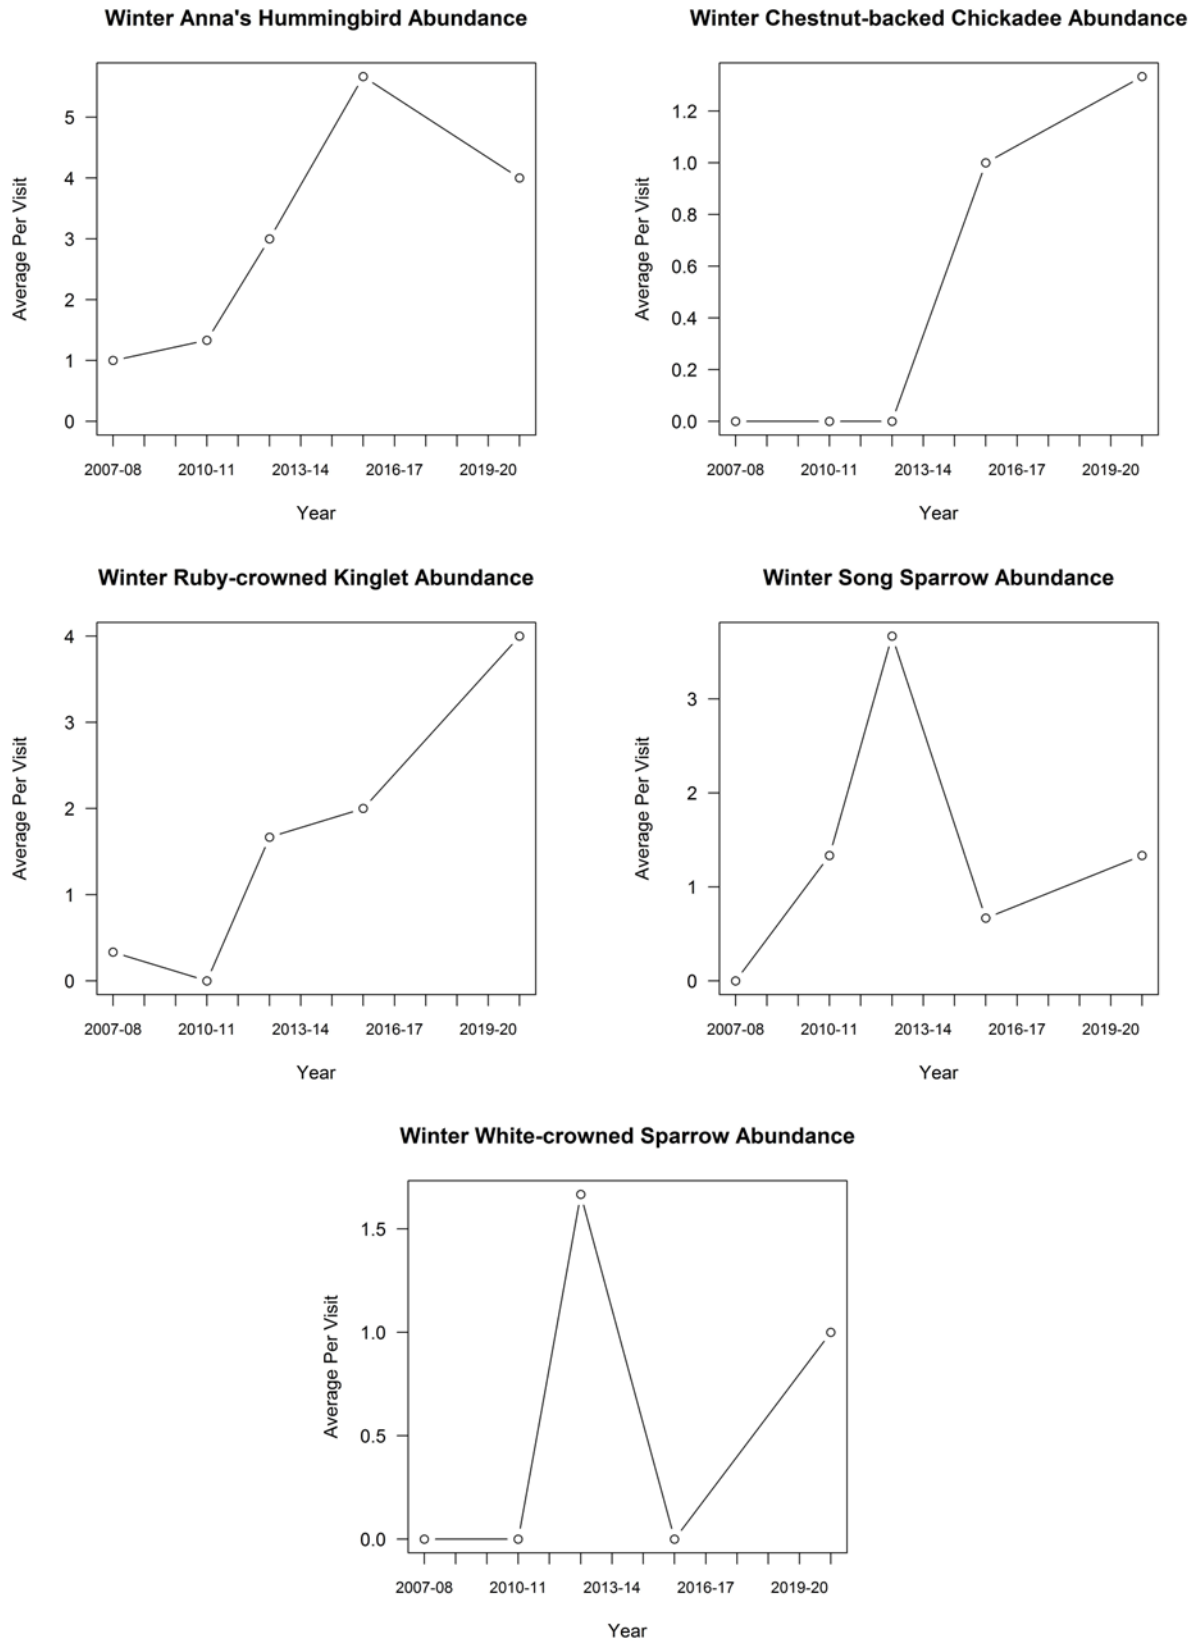 Winter Anna's Hummingbird Abundance
Average Per Visit
5
4
3
2
1
0
2007-08 2010-11 2013-14 2016-17 2019-20
Year
Winter Chestnut-backed Chickadee Abundance
Average Per Visit
1.2
1.0
0.8
0.6
0.4
0.2
0.0
2007-08 2010-11 2013-14 2016-17 2019-20
Year
Winter Ruby-crowned Kinglet Abundance
Average Per Visit
4
3
2
1
0
2007-08 2010-11 2013-14 2016-17 2019-20
Year
Winter Song Sparrow Abundance
Average Per Visit
3
2
1
0
2007-08 2010-11 2013-14 2016-17 2019-20
Year
Winter White-crowned Sparrow Abundance
Average Per Visit
1.5
1.0
0.5
0.0
2007-08 2010-11 2013-14 2016-17 2019-20
Year